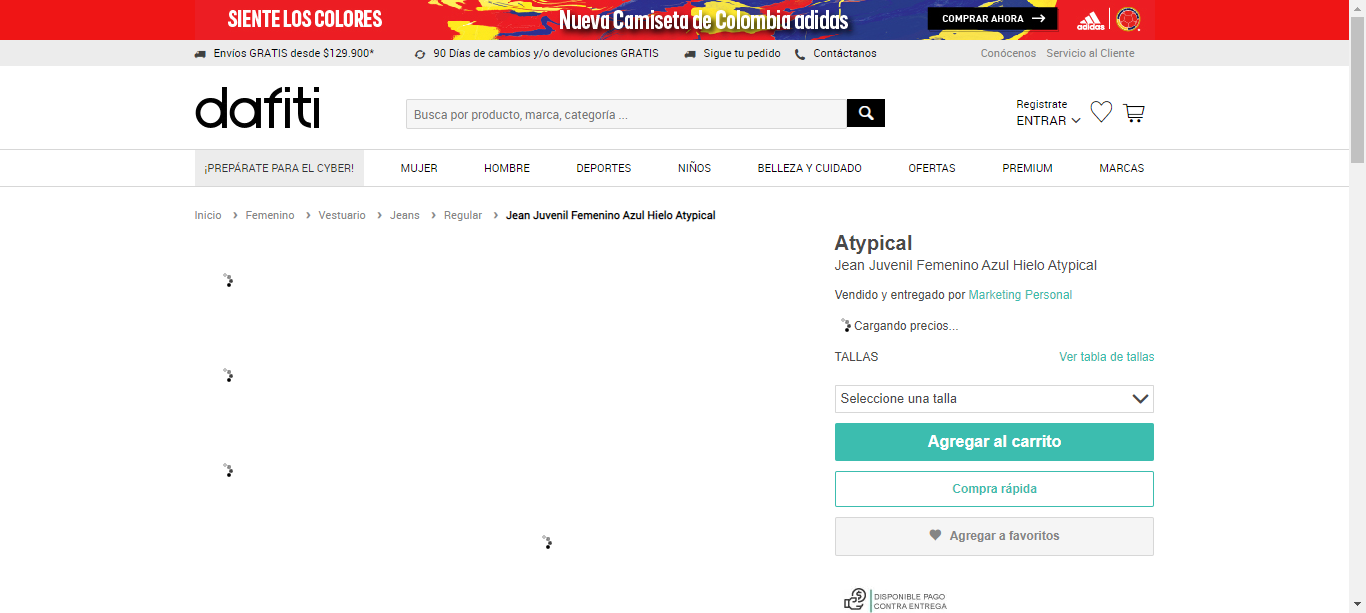 SIENTE LOS COLORES
Nueva Camiseta de Colombia adidas
COMPRAR AHORA
adidas
Envíos GRATIS desde $129.900*
90 Días de cambios y/o devoluciones GRATIS
Sigue tu pedido
Contáctanos
Conócenos
Servicio al Cliente
dafiti
Busca por producto, marca, categoría ...
Registrate
ENTRAR
¡PREPÁRATE PARA EL CYBER!
MUJER
HOMBRE
DEPORTES
NIÑOS
BELLEZA Y CUIDADO
OFERTAS
PREMIUM
MARCAS
Inicio › Femenino › Vestuario › Jeans › Regular › Jean Juvenil Femenino Azul Hielo Atypical
Atypical
Jean Juvenil Femenino Azul Hielo Atypical
Vendido y entregado por Marketing Personal
Cargando precios...
TALLAS
Ver tabla de tallas
Seleccione una talla
Agregar al carrito
Compra rápida
Agregar a favoritos
DISPONIBLE PAGO
CONTRA ENTREGA